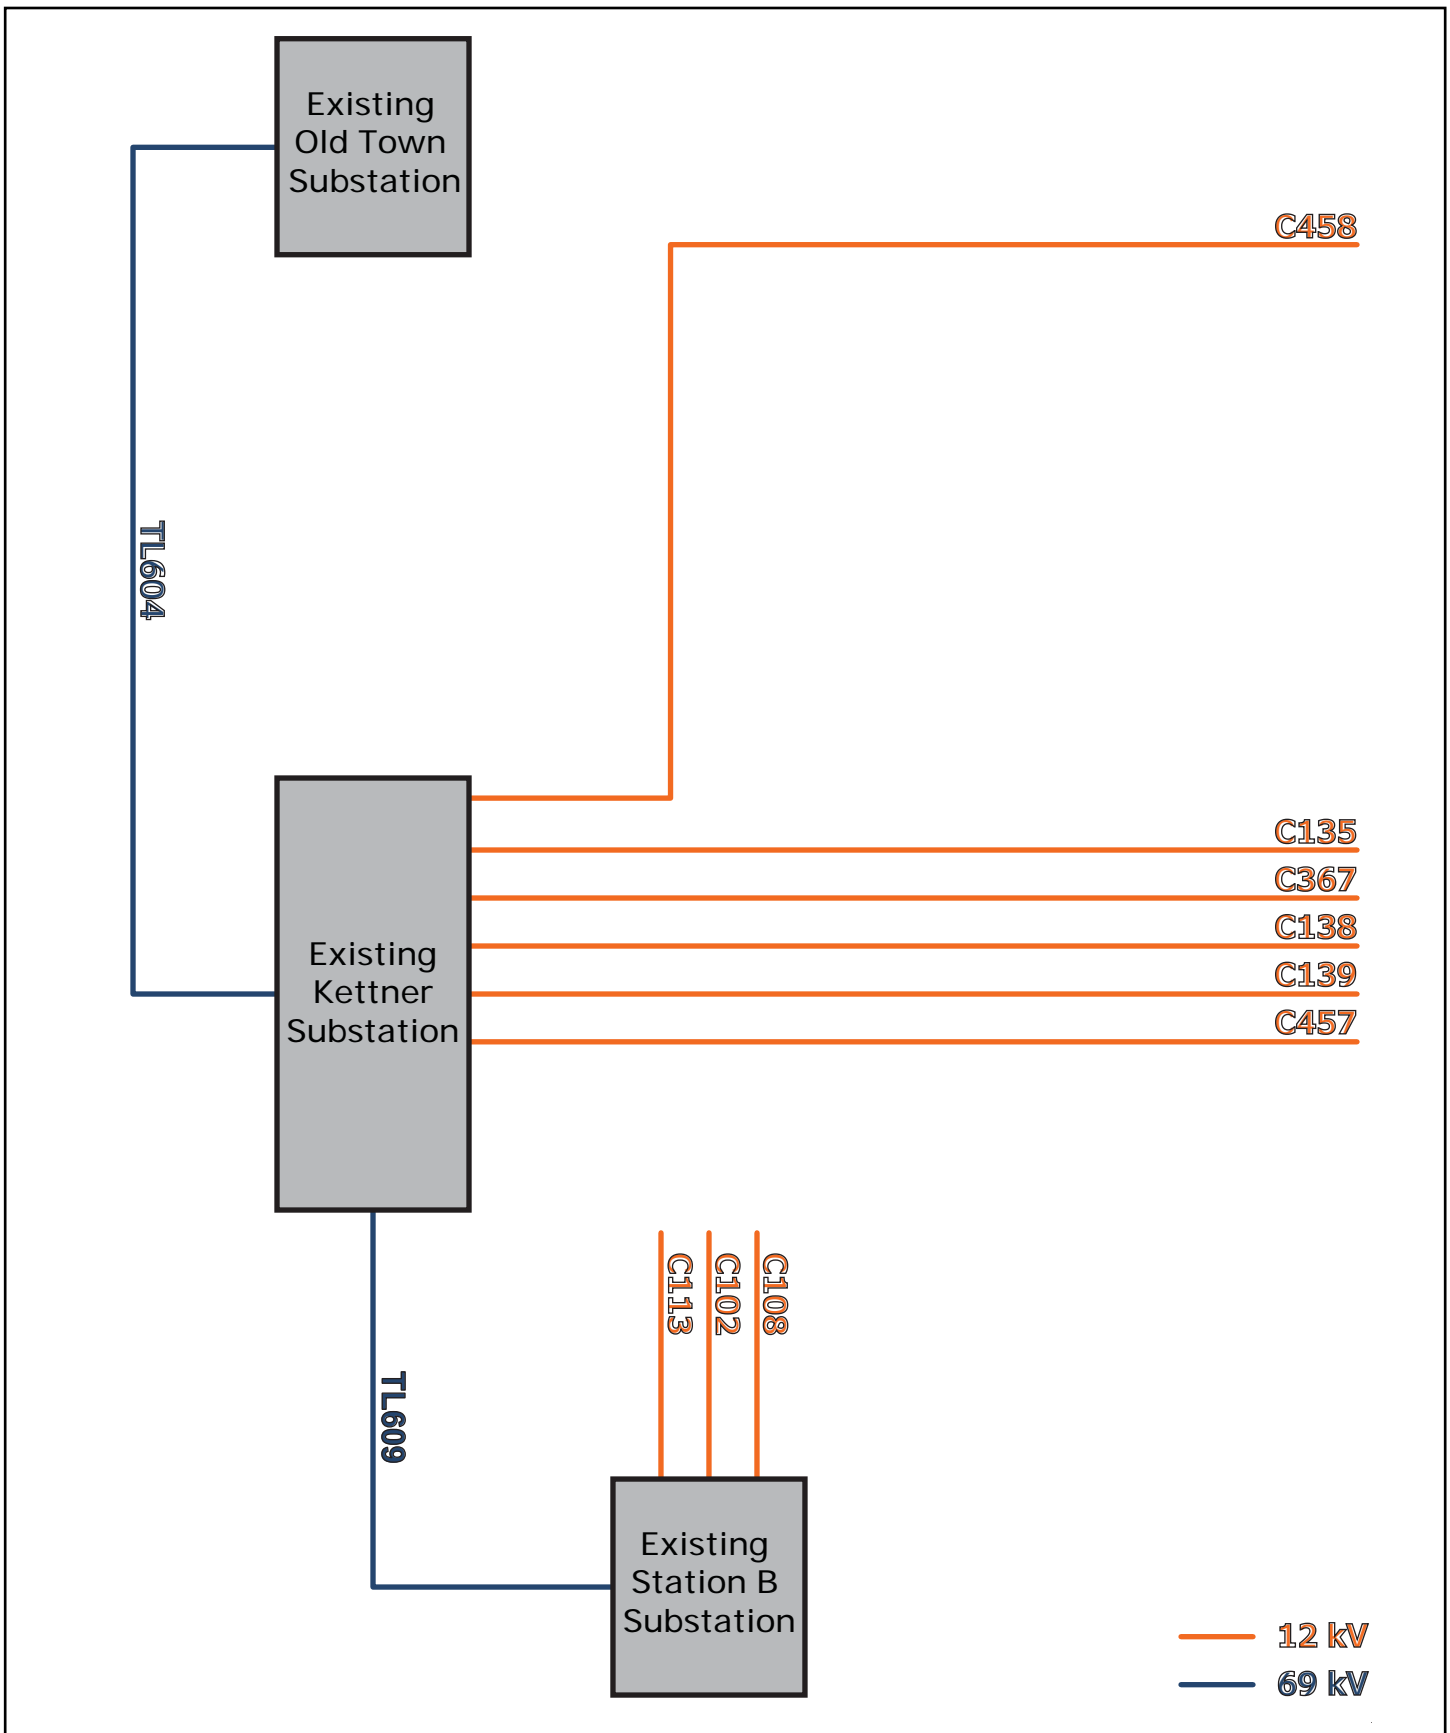 Existing
Old Town
Substation
C458
TL604
C135
C367
C138
C139
C457
Existing
Kettner
Substation
C113
C102
C108
TL609
Existing
Station B
Substation
12 kV
69 kV